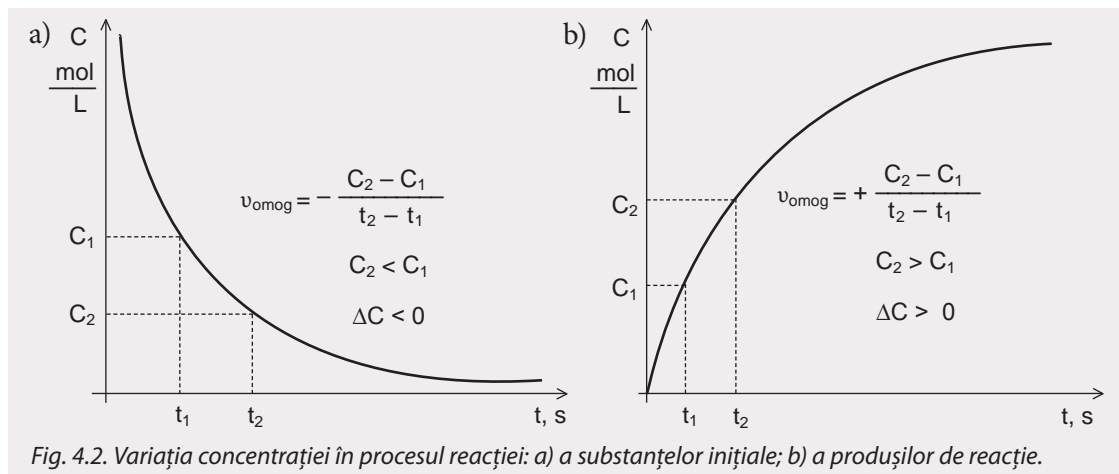 a)
C
mol
L
υomog = – C2 – C1
t2 – t1
C1
C2 < C1
C2
ΔC < 0
t1
t2
t, s
b)
C
mol
L
υomog = + C2 – C1
t2 – t1
C2
C2 > C1
C1
ΔC > 0
t1
t2
t, s
Fig. 4.2. Variația concentrației în procesul reacției: a) a substanțelor inițiale; b) a produșilor de reacție.